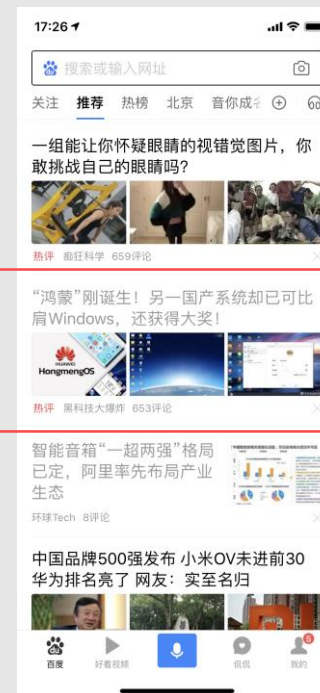 17:26
搜索或输入网址
关注 推荐 热榜 北京 音你成
一组能让你怀疑眼睛的视错觉图片，你
敢挑战自己的眼睛吗？
热评 痴狂科学 659评论
“鸿蒙”刚诞生！另一国产系统却已可比
肩Windows，还获得大奖！
HUAWEI
HongmengOS
热评 黑科技大爆炸 653评论
智能音箱“一超两强”格局
已定，阿里率先布局产业
生态
环球Tech 8评论
中国品牌500强发布 小米OV未进前30
华为排名亮了 网友：实至名归
百度 好看视频 侃侃 我的
6